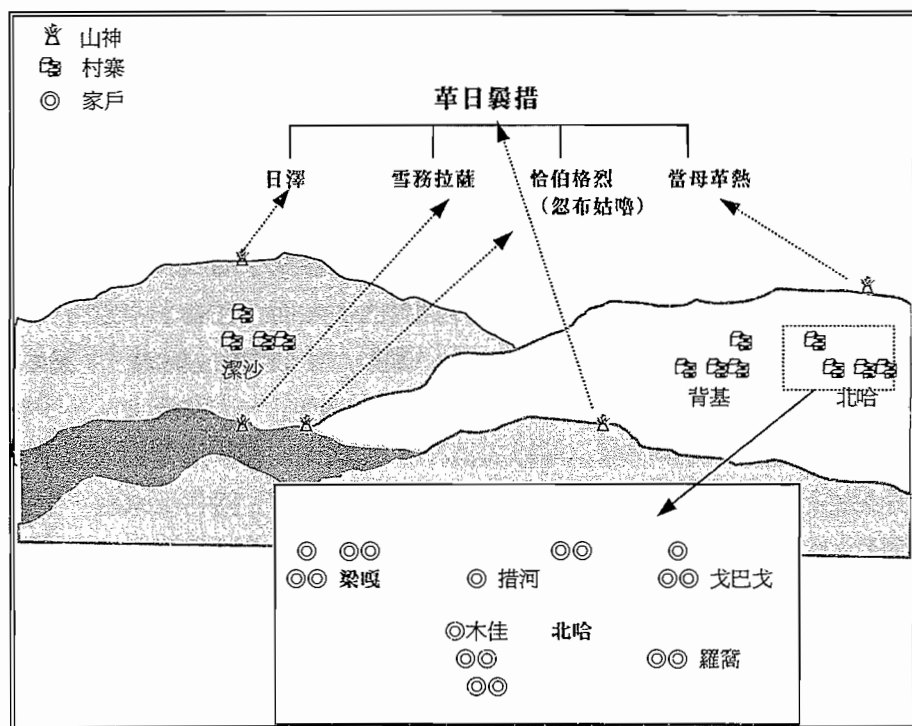 山神
村寨
家戶
革日裊措
日澤
雪務拉薩
恰伯格烈
(忽布姑嚕)
當母革熱
潔沙
背基
北哈
梁嘎
措河
戈巴戈
木佳
北哈
羅窩